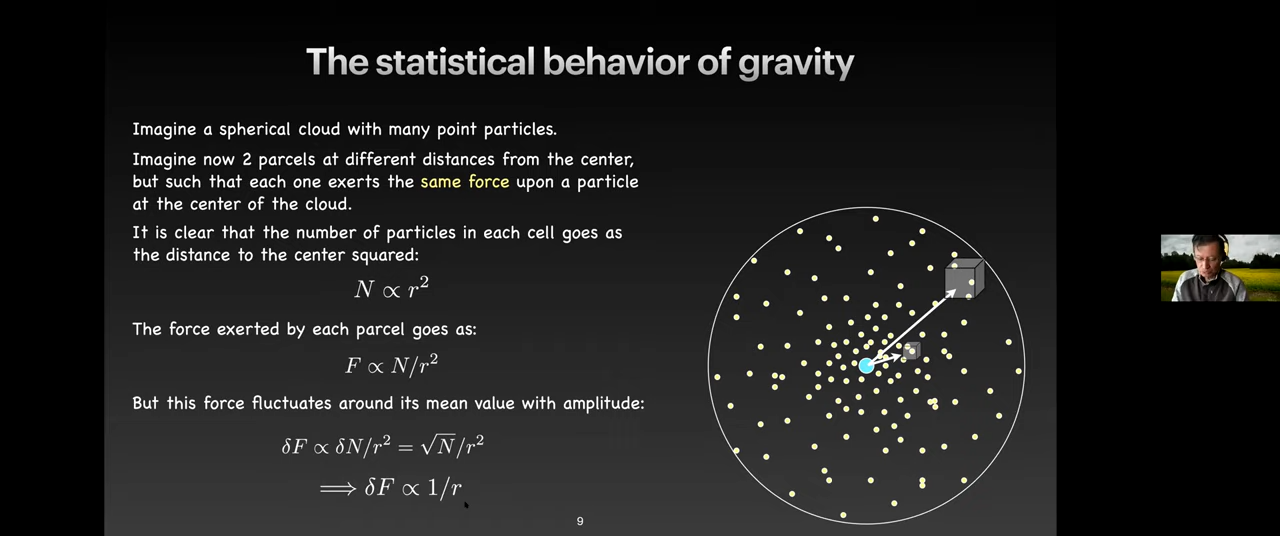 The statistical behavior of gravity
Imagine a spherical cloud with many point particles.
Imagine now 2 parcels at different distances from the center,
but such that each one exerts the same force upon a particle
at the center of the cloud.
It is clear that the number of particles in each cell goes as
the distance to the center squared:
N ∝ r²
The force exerted by each parcel goes as:
F ∝ N/r²
But this force fluctuates around its mean value with amplitude:
δF ∝ δN/r² = √N/r²
⟹ δF ∝ 1/r
9